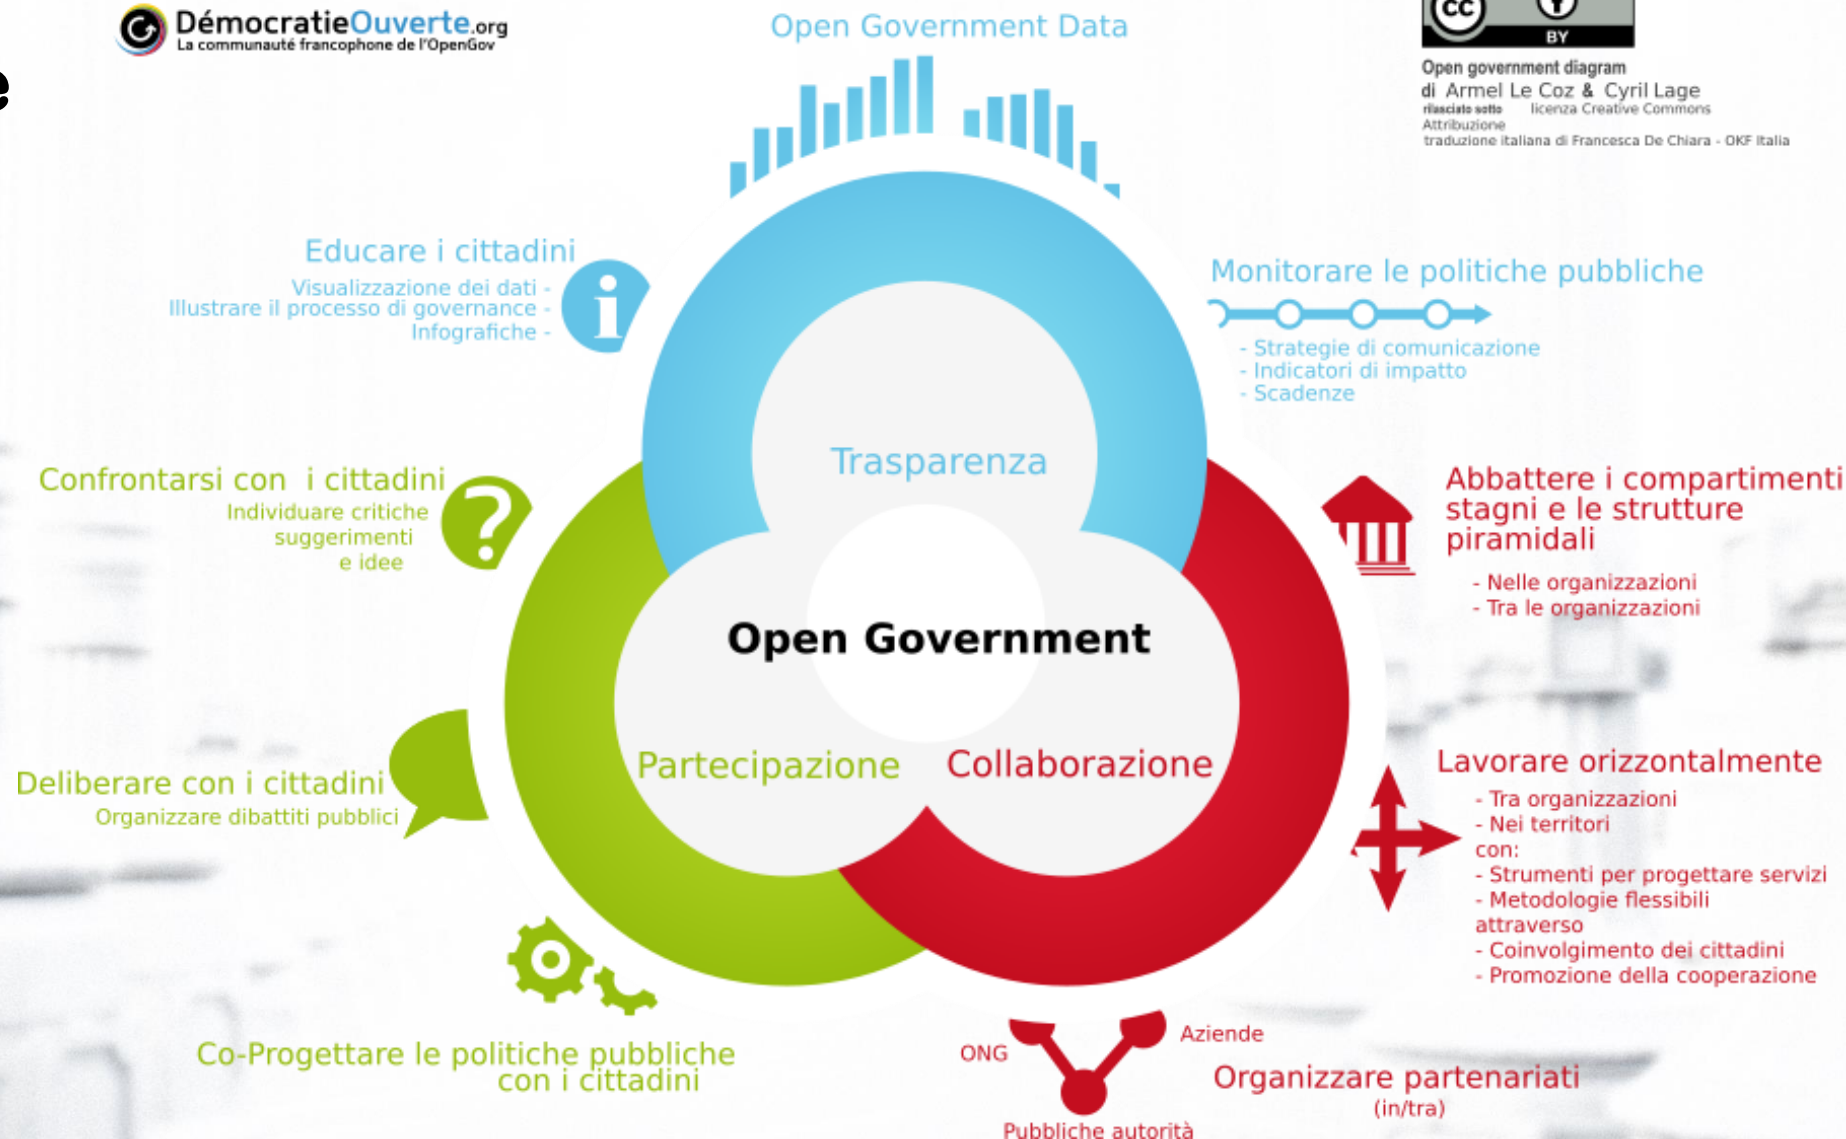 e
DémocratieOuverte.org
La communauté francophone de l'OpenGov
Open Government Data
CC
BY
Open government diagram
di Armel Le Coz & Cyril Lage
rilasciato sotto licenza Creative Commons
Attribuzione
traduzione italiana di Francesca De Chiara - OKF Italia
Educare i cittadini
Visualizzazione dei dati -
Illustrare il processo di governance -
Infografiche -
i
Monitorare le politiche pubbliche
- Strategie di comunicazione
- Indicatori di impatto
- Scadenze
Trasparenza
Confrontarsi con i cittadini
Individuare critiche
suggerimenti
e idee
?
Abbattere i compartimenti
stagni e le strutture
piramidali
- Nelle organizzazioni
- Tra le organizzazioni
Open Government
Partecipazione
Collaborazione
Deliberare con i cittadini
Organizzare dibattiti pubblici
Lavorare orizzontalmente
- Tra organizzazioni
- Nei territori
con:
- Strumenti per progettare servizi
- Metodologie flessibili
attraverso
- Coinvolgimento dei cittadini
- Promozione della cooperazione
Co-Progettare le politiche pubbliche
con i cittadini
ONG
Aziende
Pubbliche autorità
Organizzare partenariati
(in/tra)